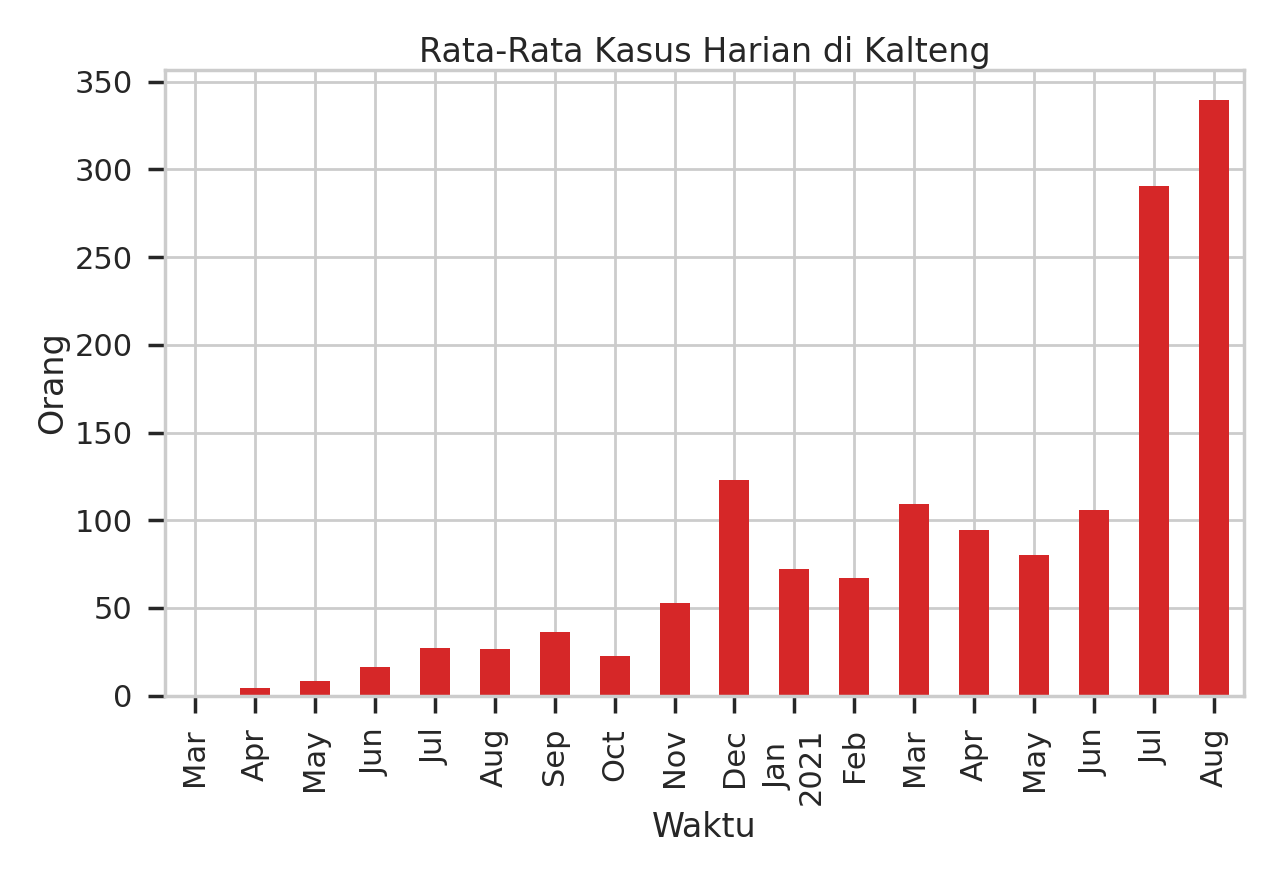 Rata-Rata Kasus Harian di Kalteng
350
300
250
200
150
100
50
0
Orang
Mar
Apr
May
Jun
Jul
Aug
Sep
Oct
Nov
Dec
Jan
2021
Feb
Mar
Apr
May
Jun
Jul
Aug
Waktu